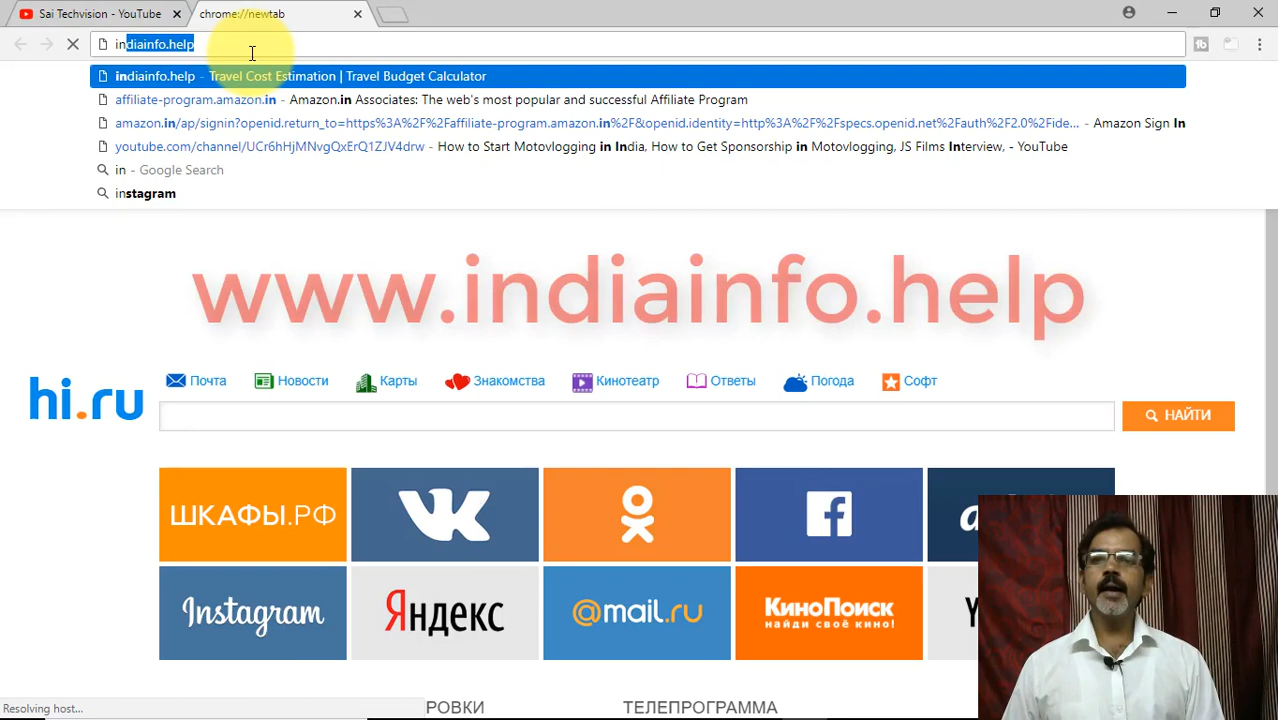 Sai Techvision - YouTube
chrome://newtab
indiainfo.help
indiainfo.help - Travel Cost Estimation | Travel Budget Calculator
affiliate-program.amazon.in - Amazon.in Associates: The web's most popular and successful Affiliate Program
amazon.in/ap/signin?openid.return_to=https%3A%2F%2Faffiliate-program.amazon.in%2F&openid.identity=http%3A%2F%2Fspecs.openid.net%2Fauth%2F2.0%2Fide... - Amazon Sign In
youtube.com/channel/UCr6hHjMNvgQxErQ1ZJV4drw - How to Start Motovlogging in India, How to Get Sponsorship in Motovlogging, JS Films Interview, - YouTube
in - Google Search
instagram
www.indiainfo.help
hi.ru
Почта Новости Карты Знакомства Кинотеатр Ответы Погода Софт
НАЙТИ
ШКАФЫ.РФ
Instagram Яндекс @mail.ru КиноПоиск
найди своё кино!
Resolving host...
РОВКИ ТЕЛЕПРОГРАММА